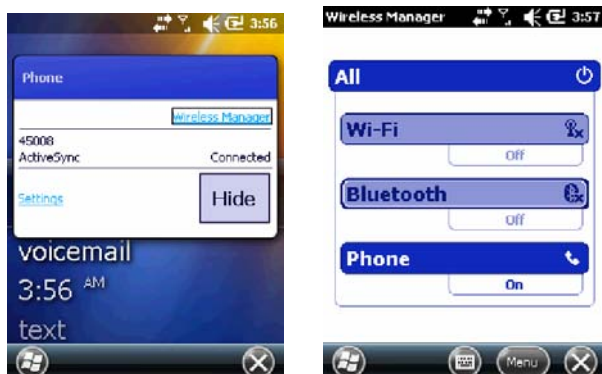 3:56
Phone
Wireless Manager
45008
ActiveSync Connected
Settings Hide
voicemail
3:56 AM
text
Wireless Manager 3:57
All
Wi-Fi
Off
Bluetooth
Off
Phone
On
Menu